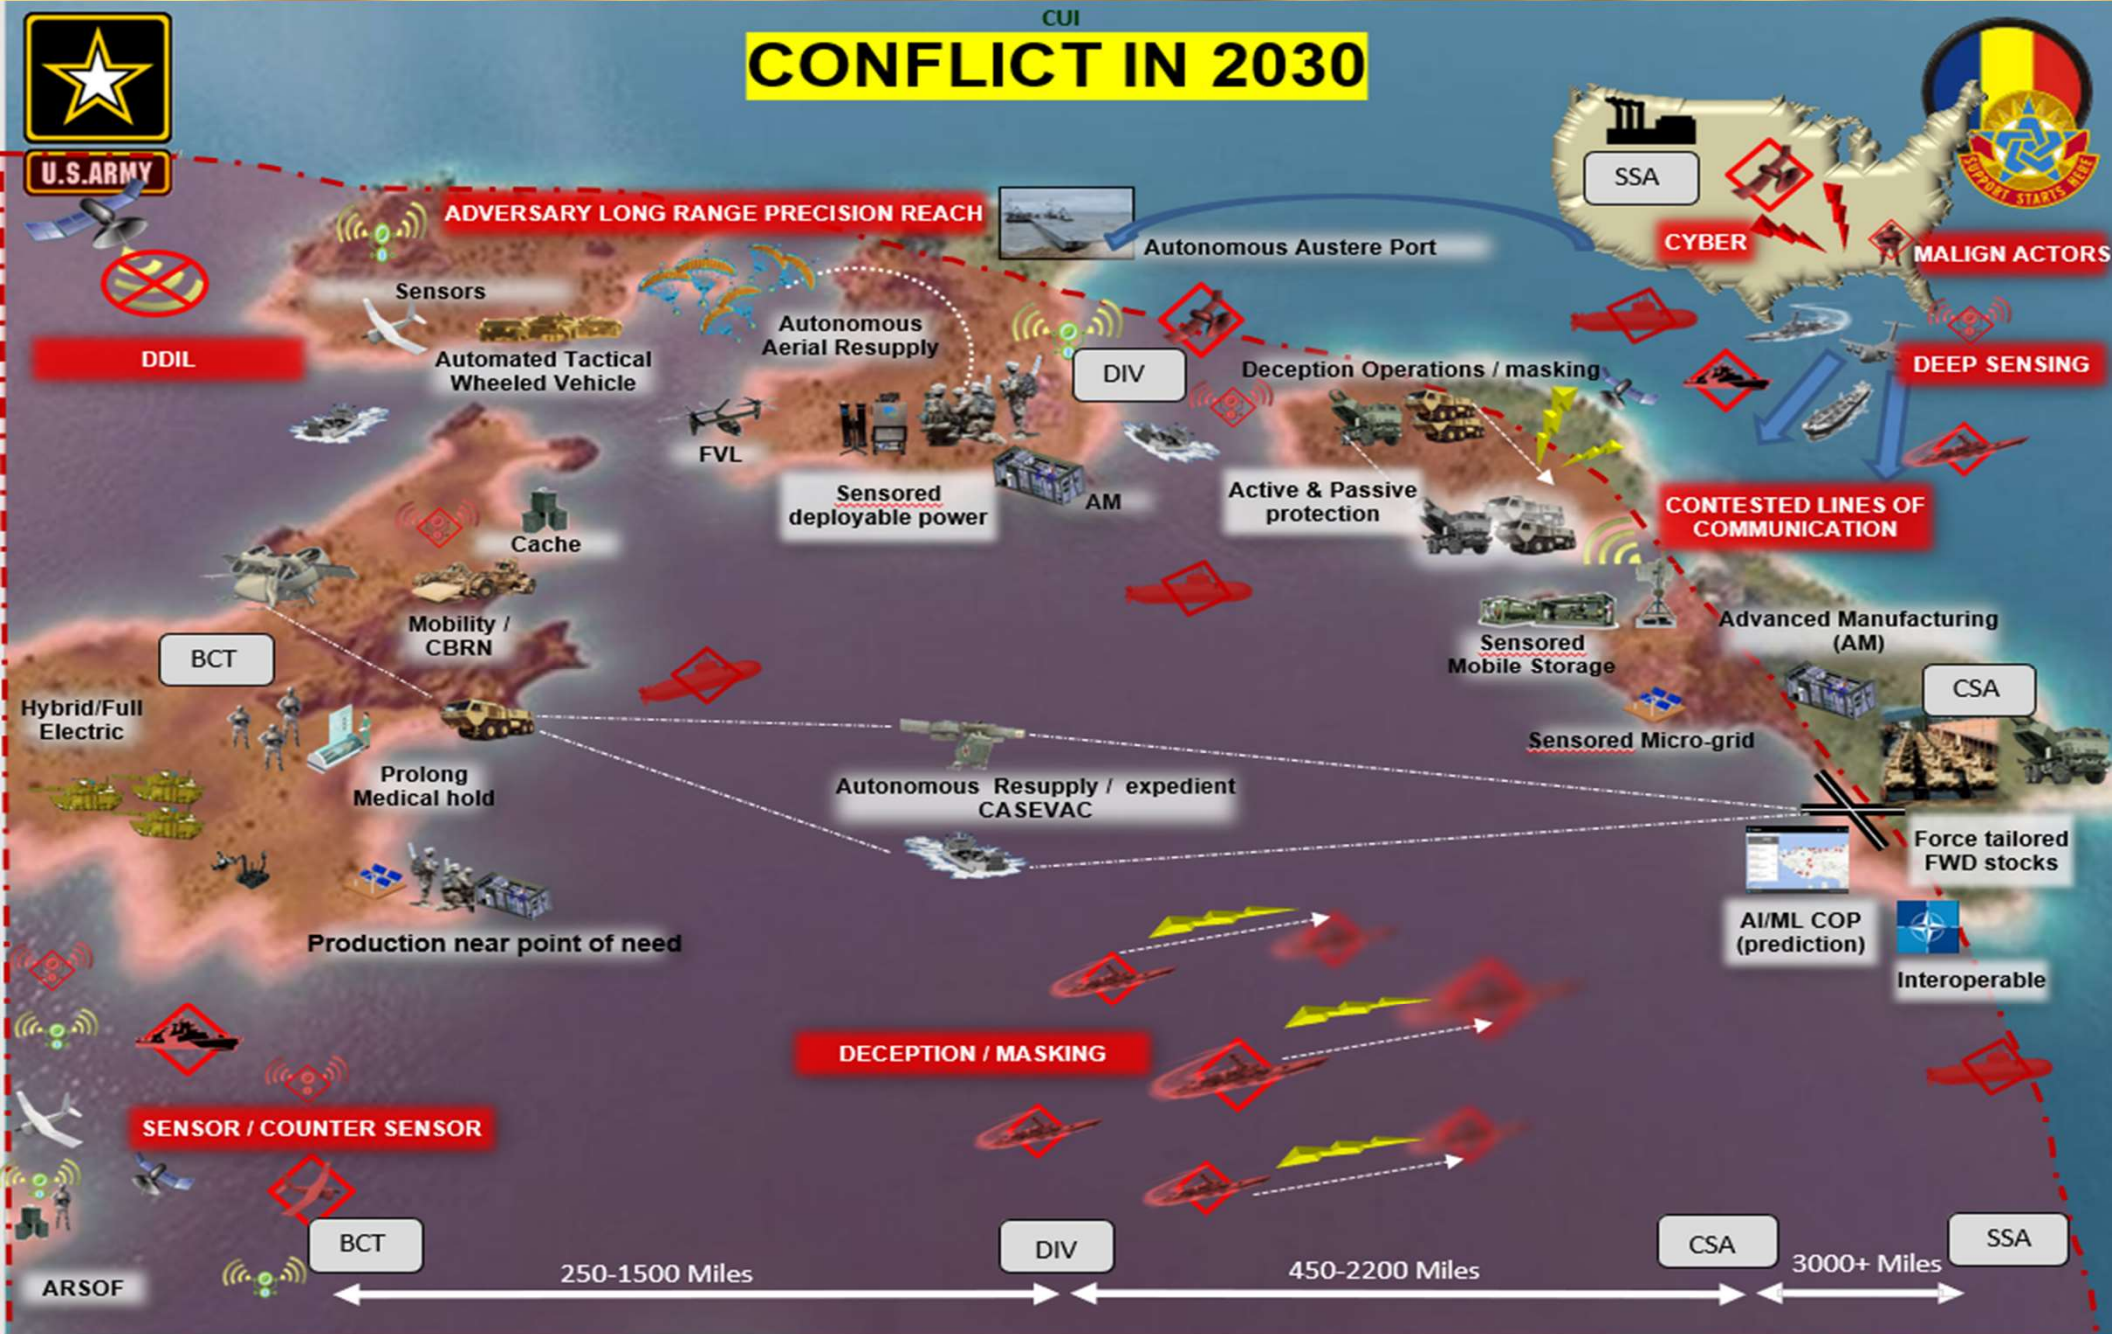 CUI
CONFLICT IN 2030
U.S.ARMY
SSA
CYBER
MALIGN ACTORS
SUPPORT STARTS HERE
ADVERSARY LONG RANGE PRECISION REACH
Autonomous Austere Port
Sensors
DDIL
Automated Tactical
Wheeled Vehicle
Autonomous
Aerial Resupply
DIV
Deception Operations / masking
DEEP SENSING
FVL
Sensored
deployable power
AM
Active & Passive
protection
CONTESTED LINES OF
COMMUNICATION
Cache
Mobility /
CBRN
BCT
Sensored
Mobile Storage
Advanced Manufacturing
(AM)
CSA
Hybrid/Full
Electric
Prolong
Medical hold
Sensored Micro-grid
Autonomous Resupply / expedient
CASEVAC
Force tailored
FWD stocks
AI/ML COP
(prediction)
Interoperable
Production near point of need
DECEPTION / MASKING
SENSOR / COUNTER SENSOR
ARSOF
BCT
250-1500 Miles
DIV
450-2200 Miles
CSA
3000+ Miles
SSA